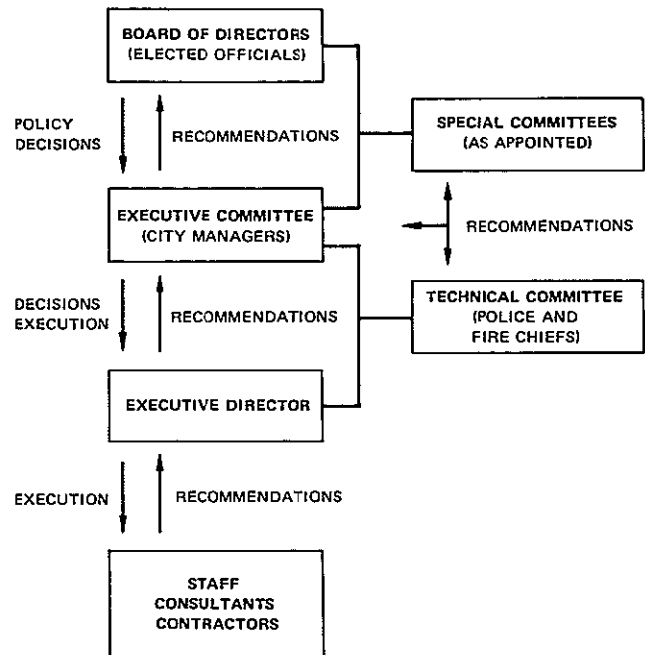 BOARD OF DIRECTORS
(ELECTED OFFICIALS)
POLICY
DECISIONS
RECOMMENDATIONS
SPECIAL COMMITTEES
(AS APPOINTED)
EXECUTIVE COMMITTEE
(CITY MANAGERS)
RECOMMENDATIONS
DECISIONS
EXECUTION
RECOMMENDATIONS
TECHNICAL COMMITTEE
(POLICE AND
FIRE CHIEFS)
EXECUTIVE DIRECTOR
EXECUTION
RECOMMENDATIONS
STAFF
CONSULTANTS
CONTRACTORS